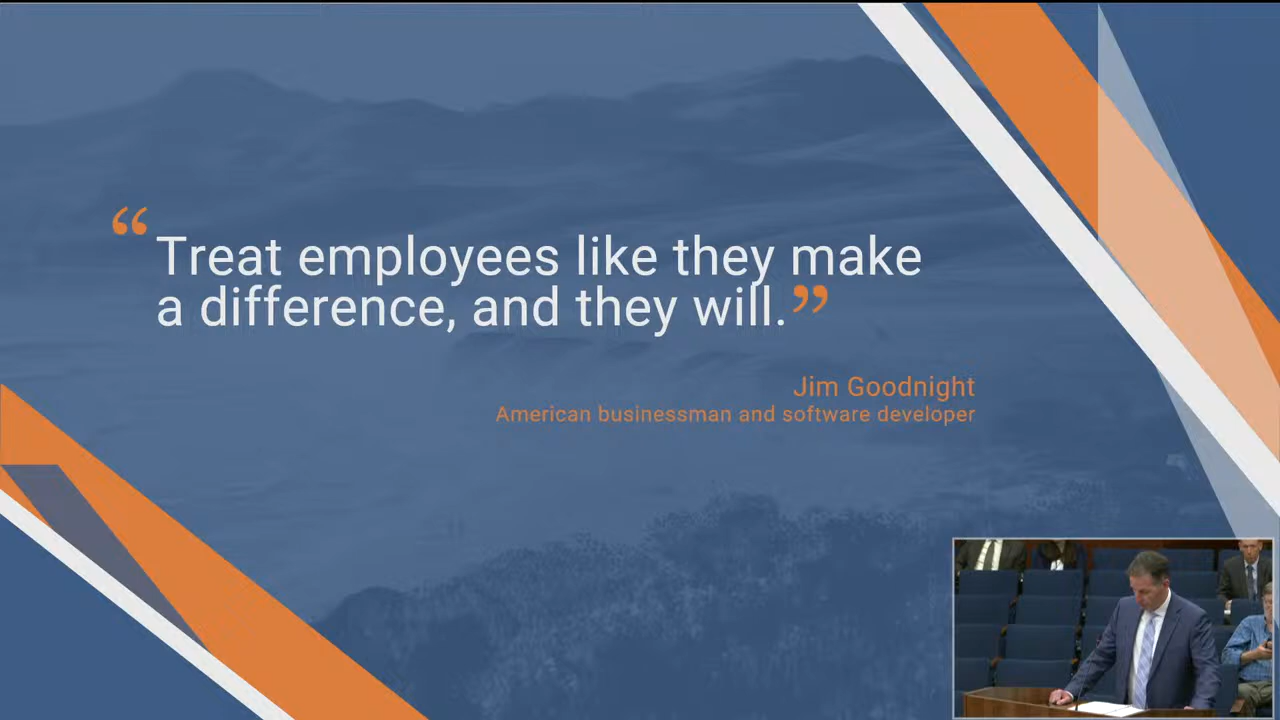 “Treat employees like they make
a difference, and they will.”
Jim Goodnight
American businessman and software developer